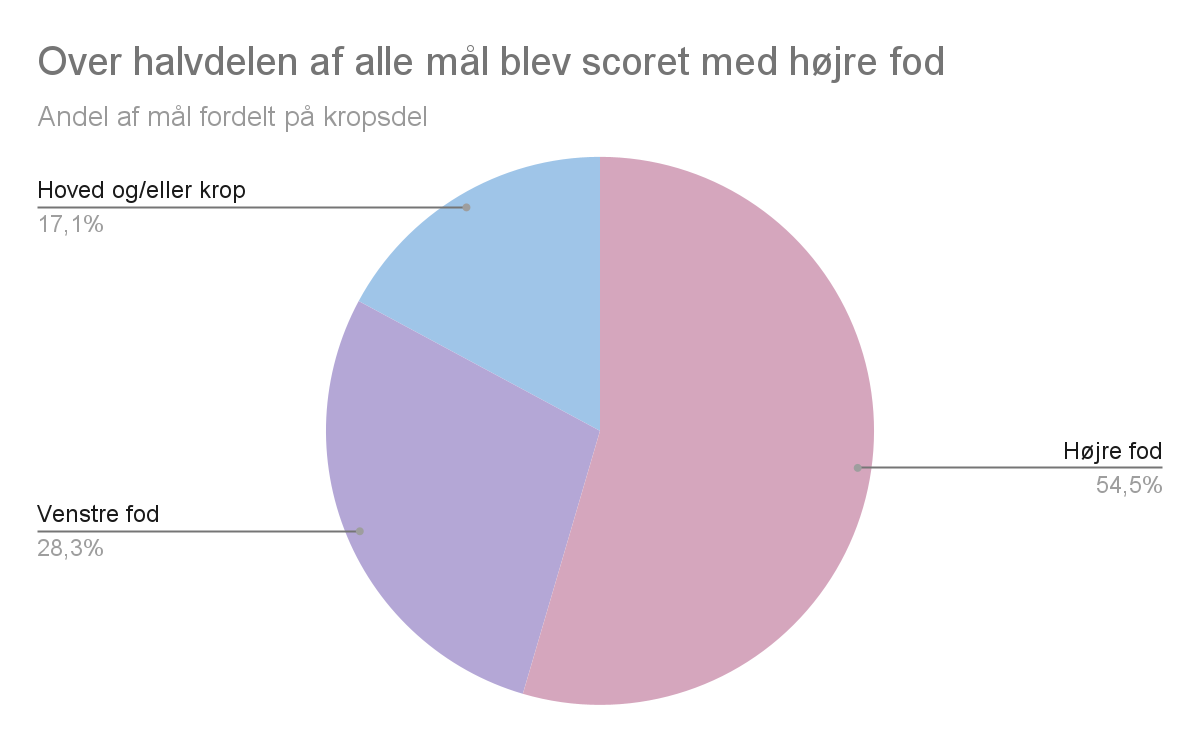 Over halvdelen af alle mål blev scoret med højre fod
Andel af mål fordelt på kropsdel
Hoved og/eller krop
17,1%
Højre fod
54,5%
Venstre fod
28,3%